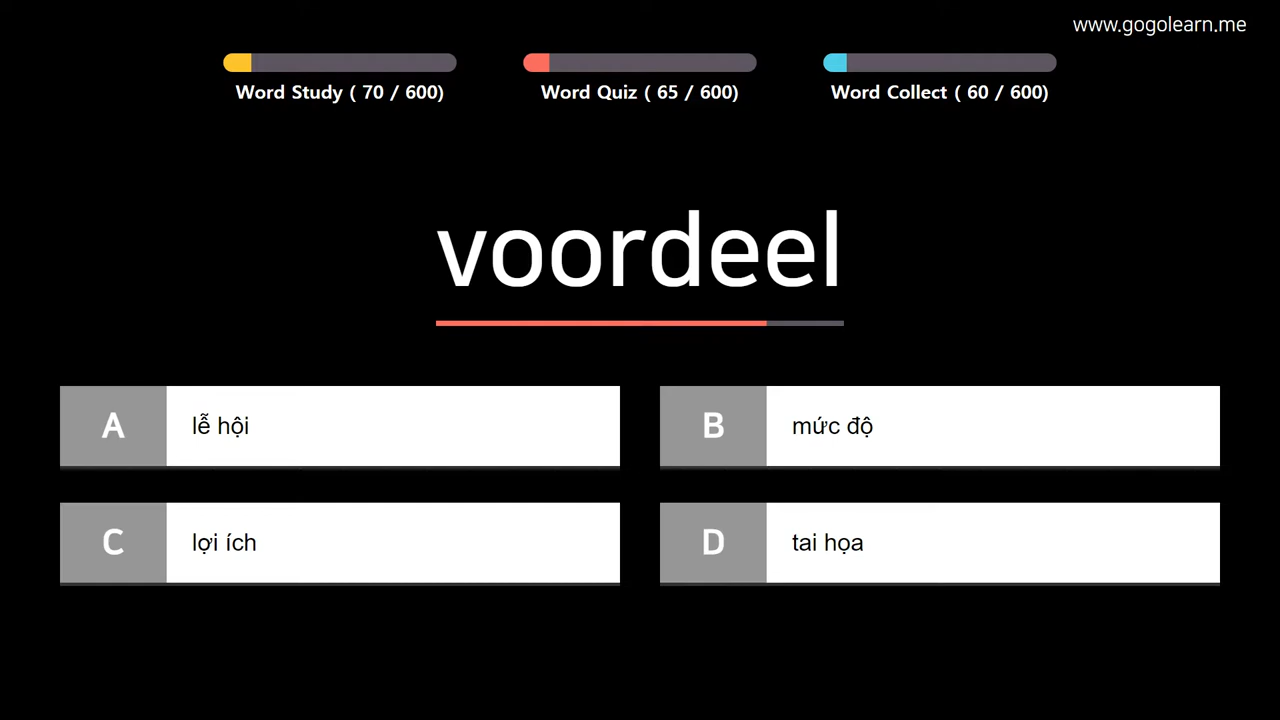 www.gogolearn.me
Word Study ( 70 / 600)
Word Quiz ( 65 / 600)
Word Collect ( 60 / 600)
voordeel
A lễ hội
B mức độ
C lợi ích
D tai họa